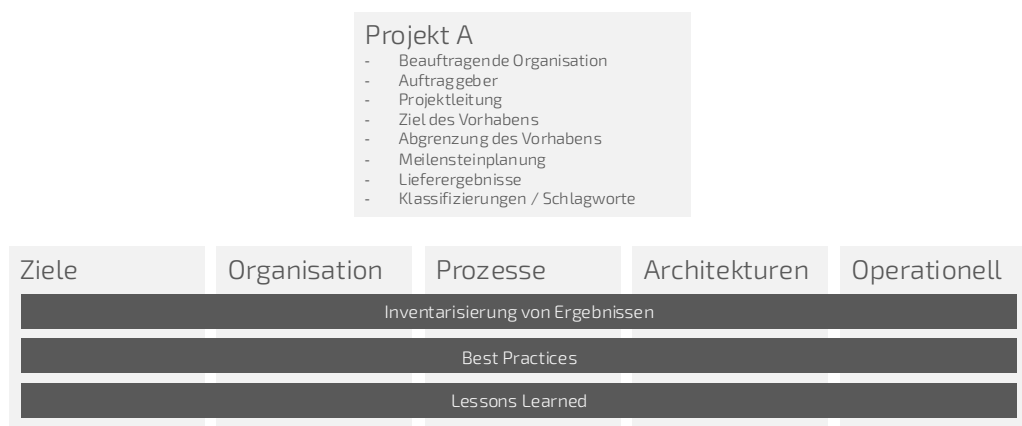 Projekt A
- Beauftragende Organisation
- Auftraggeber
- Projektleitung
- Ziel des Vorhabens
- Abgrenzung des Vorhabens
- Meilensteinplanung
- Lieferergebnisse
- Klassifizierungen / Schlagworte
Ziele Organisation Prozesse Architekturen Operationell
Inventarisierung von Ergebnissen
Best Practices
Lessons Learned